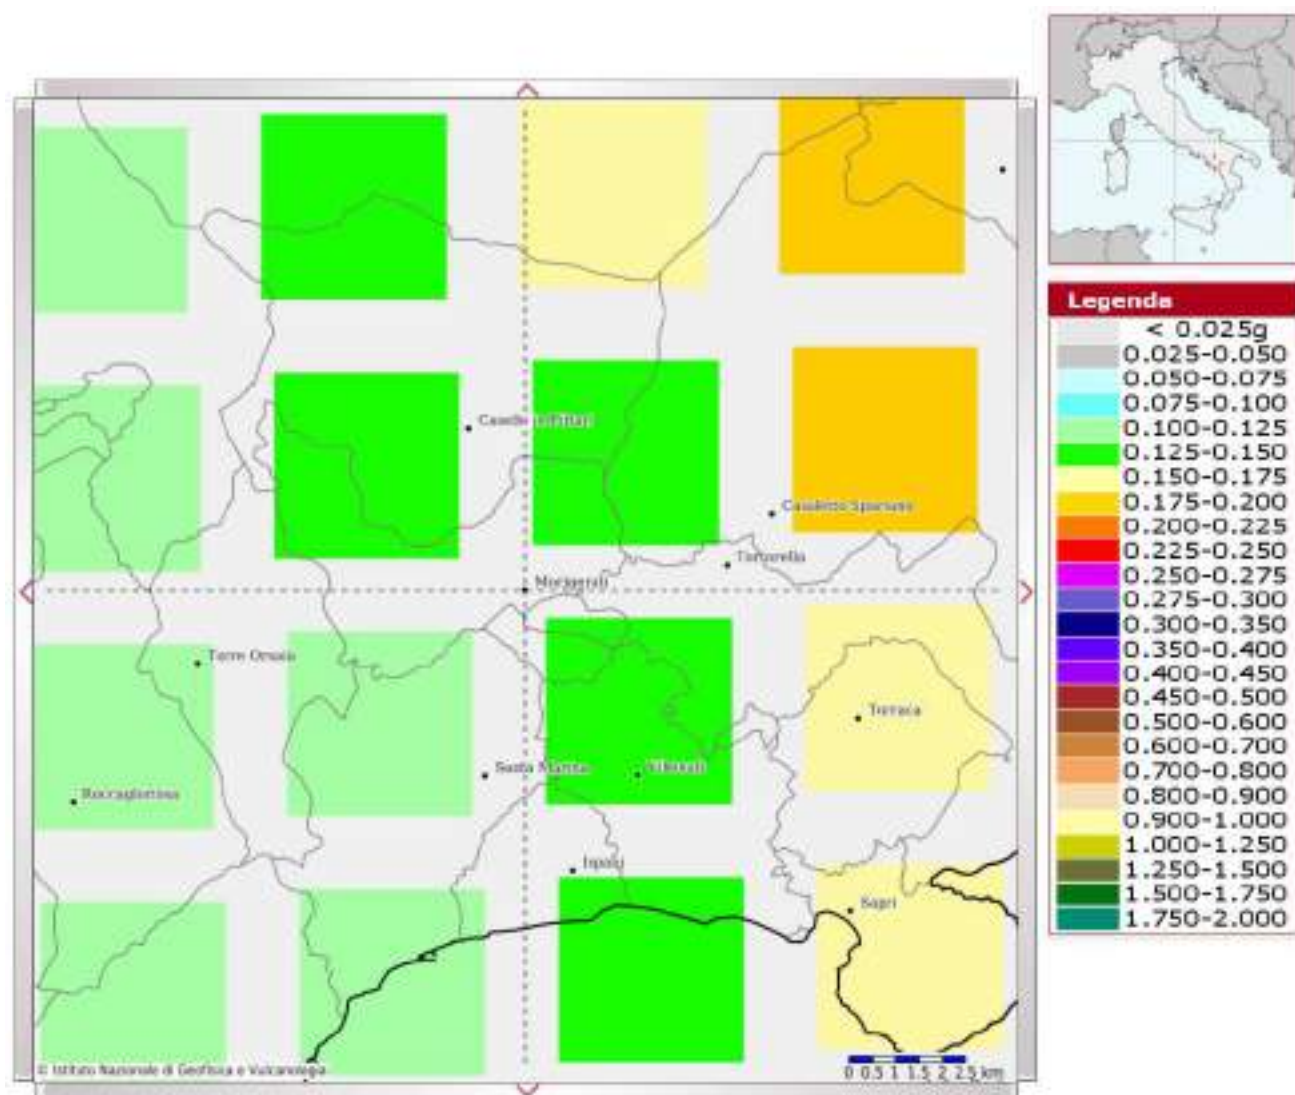 Caselle in Pittari
Casaletto Spartano
Tortorella
Morigerati
Torre Orsaia
Torraca
Santa Marina
Vibonati
Roccagloriosa
Ispani
Sapri
© Istituto Nazionale di Geofisica e Vulcanologia
0 0.5 1 1.5 2 2.5 km
Legenda
< 0.025g
0.025-0.050
0.050-0.075
0.075-0.100
0.100-0.125
0.125-0.150
0.150-0.175
0.175-0.200
0.200-0.225
0.225-0.250
0.250-0.275
0.275-0.300
0.300-0.350
0.350-0.400
0.400-0.450
0.450-0.500
0.500-0.600
0.600-0.700
0.700-0.800
0.800-0.900
0.900-1.000
1.000-1.250
1.250-1.500
1.500-1.750
1.750-2.000